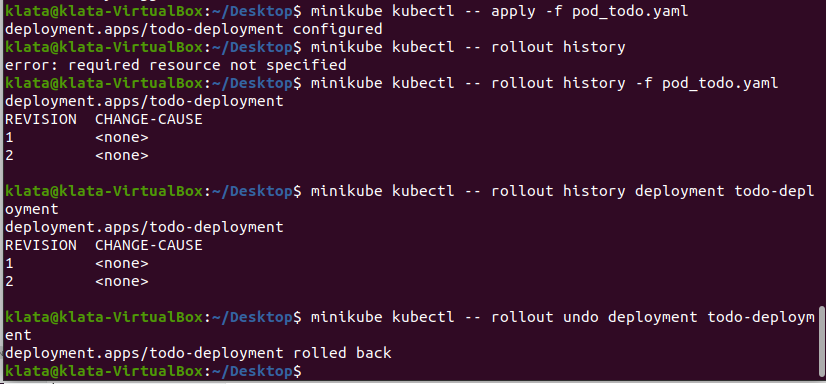 klata@klata-VirtualBox:~/Desktop$ minikube kubectl -- apply -f pod_todo.yaml
deployment.apps/todo-deployment configured
klata@klata-VirtualBox:~/Desktop$ minikube kubectl -- rollout history
error: required resource not specified
klata@klata-VirtualBox:~/Desktop$ minikube kubectl -- rollout history -f pod_todo.yaml
deployment.apps/todo-deployment
REVISION  CHANGE-CAUSE
1         <none>
2         <none>
klata@klata-VirtualBox:~/Desktop$ minikube kubectl -- rollout history deployment todo-depl
oyment
deployment.apps/todo-deployment
REVISION  CHANGE-CAUSE
1         <none>
2         <none>
klata@klata-VirtualBox:~/Desktop$ minikube kubectl -- rollout undo deployment todo-deploym
ent
deployment.apps/todo-deployment rolled back
klata@klata-VirtualBox:~/Desktop$